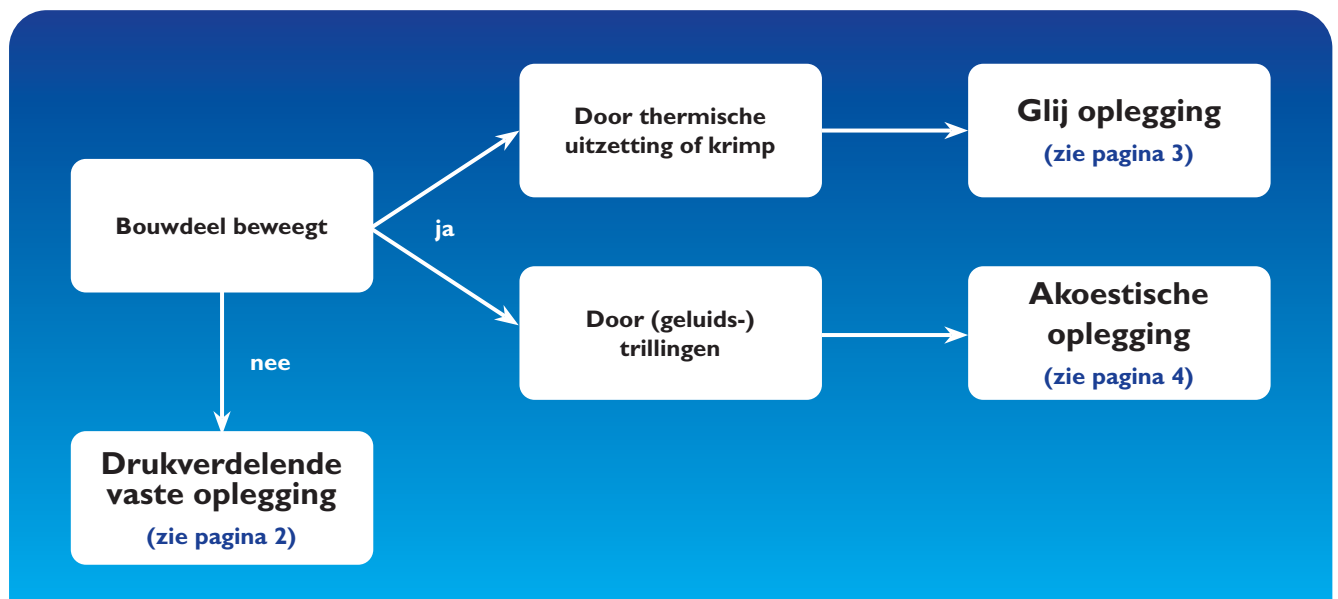 Bouwdeel beweegt
ja
nee
Door thermische
uitzetting of krimp
Glij oplegging
(zie pagina 3)
Door (geluids-)
trillingen
Akoestische
oplegging
(zie pagina 4)
Drukverdelende
vaste oplegging
(zie pagina 2)